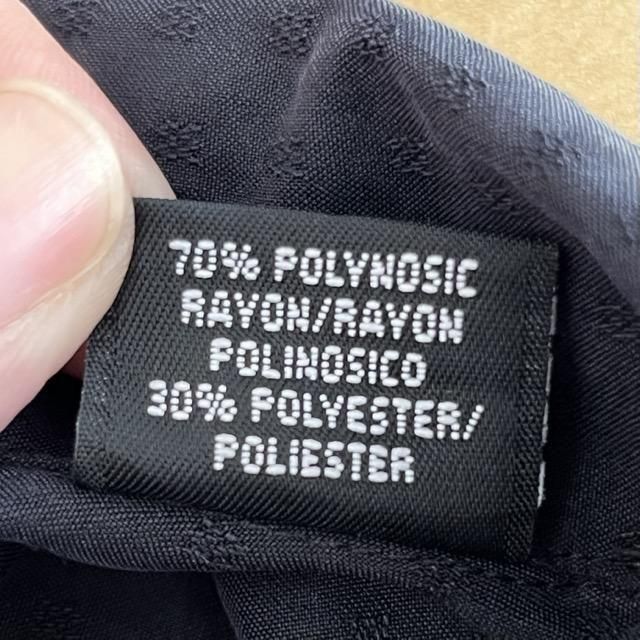 70% POLYNOSIC
RAYON/RAYON
POLINOSICO
30% POLYESTER/
POLIESTER